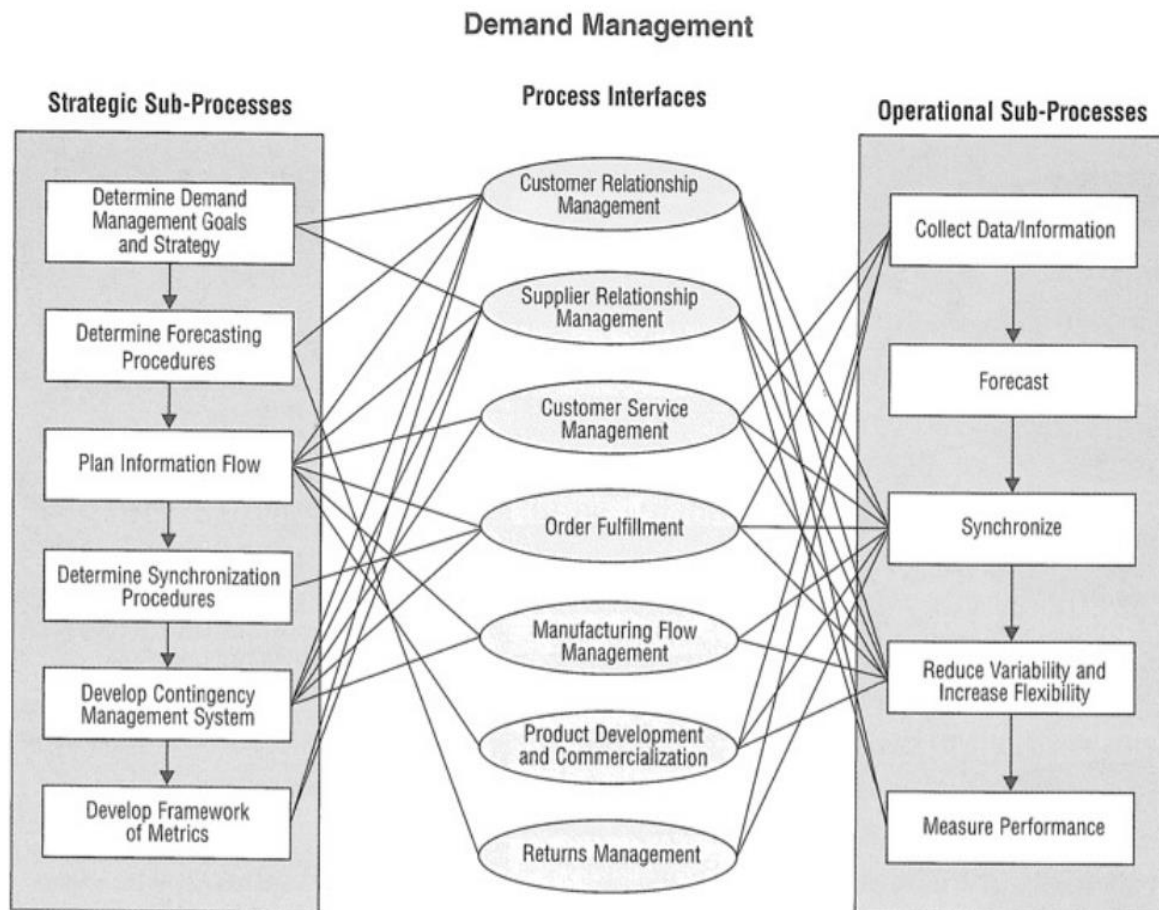 Demand Management
Strategic Sub-Processes
Determine Demand
Management Goals
and Strategy
Determine Forecasting
Procedures
Plan Information Flow
Determine Synchronization
Procedures
Develop Contingency
Management System
Develop Framework
of Metrics
Process Interfaces
Customer Relationship
Management
Supplier Relationship
Management
Customer Service
Management
Order Fulfillment
Manufacturing Flow
Management
Product Development
and Commercialization
Returns Management
Operational Sub-Processes
Collect Data/Information
Forecast
Synchronize
Reduce Variability and
Increase Flexibility
Measure Performance